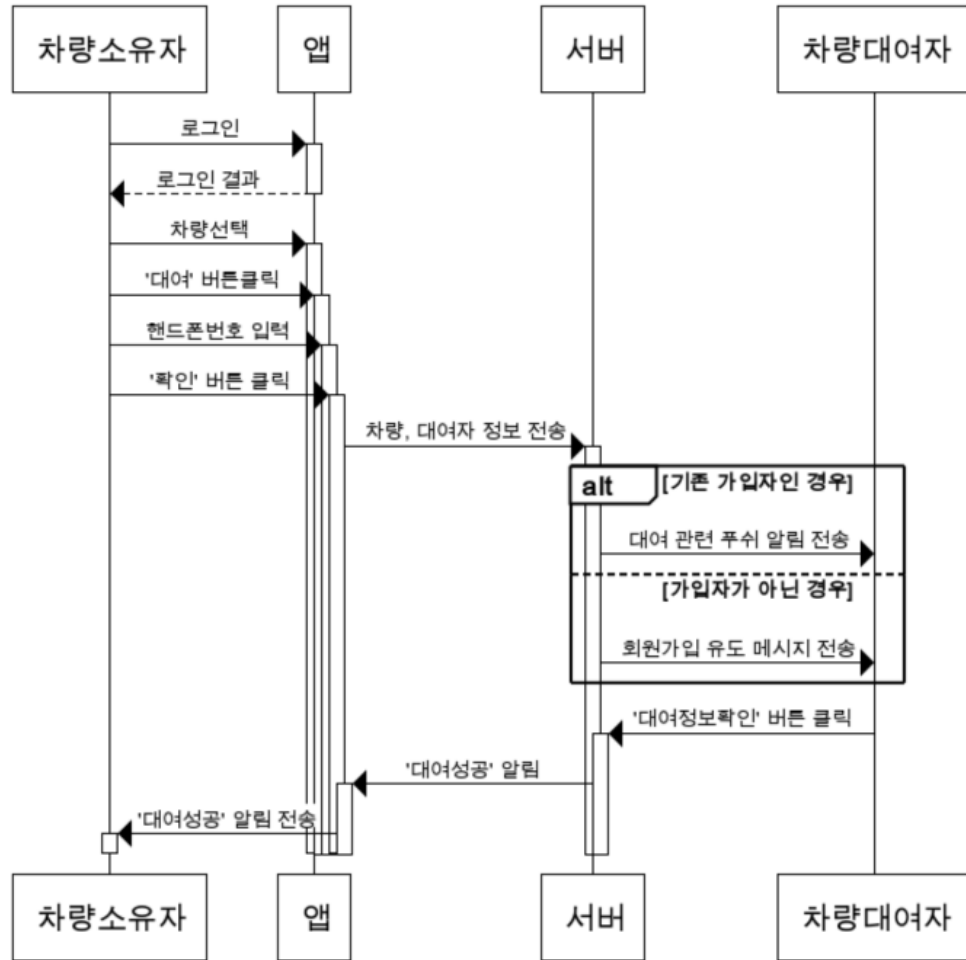 차량소유자
앱
서버
차량대여자
로그인
로그인 결과
차량선택
'대여' 버튼클릭
핸드폰번호 입력
'확인' 버튼 클릭
차량, 대여자 정보 전송
alt
[기존 가입자인 경우]
대여 관련 푸쉬 알림 전송
[가입자가 아닌 경우]
회원가입 유도 메시지 전송
'대여정보확인' 버튼 클릭
'대여성공' 알림
'대여성공' 알림 전송
차량소유자
앱
서버
차량대여자